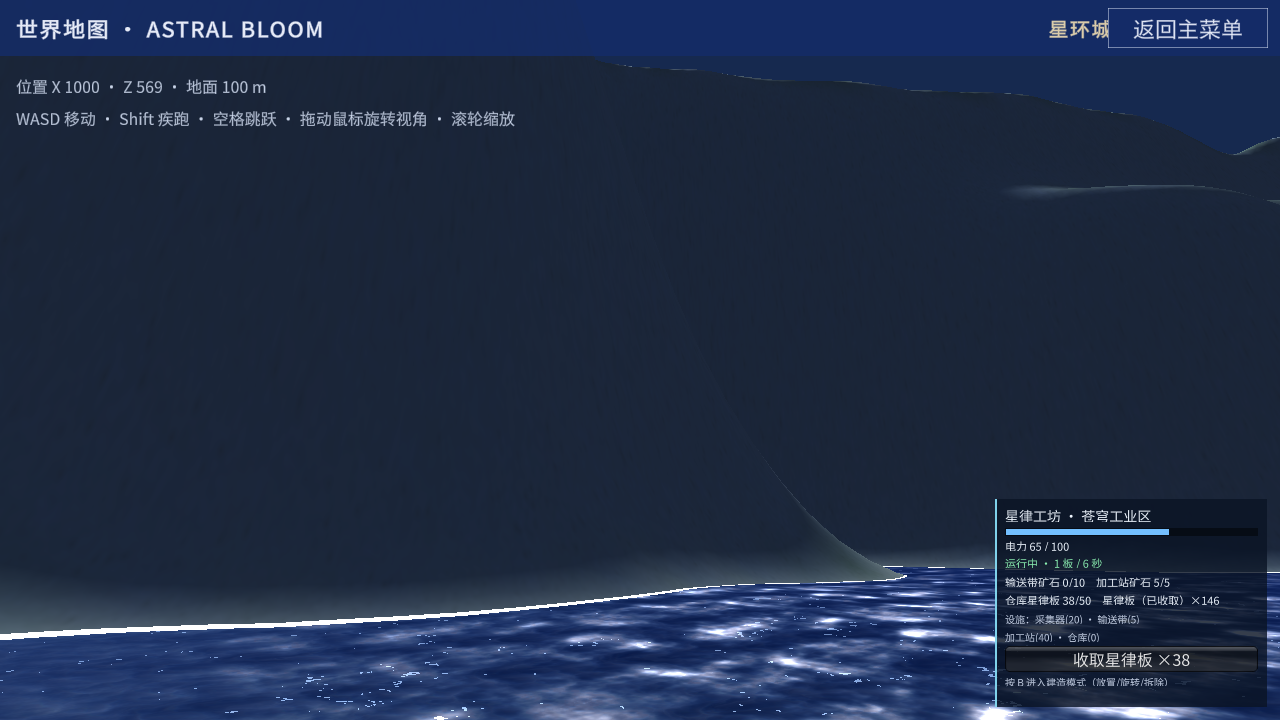 世界地图 · ASTRAL BLOOM
星环城
返回主菜单
位置 X 1000 · Z 569 · 地面 100 m
WASD 移动 · Shift 疾跑 · 空格跳跃 · 拖动鼠标旋转视角 · 滚轮缩放
星律工坊 · 苍穹工业区
电力 65 / 100
运行中 · 1 板 / 6 秒
输送带矿石 0/10 加工站矿石 5/5
仓库星律板 38/50 星律板（已收取）×146
设施：采集器(20) · 输送带(5)
加工站(40) · 仓库(0)
收取星律板 ×38
按 B 进入建造模式（放置/旋转/拆除）